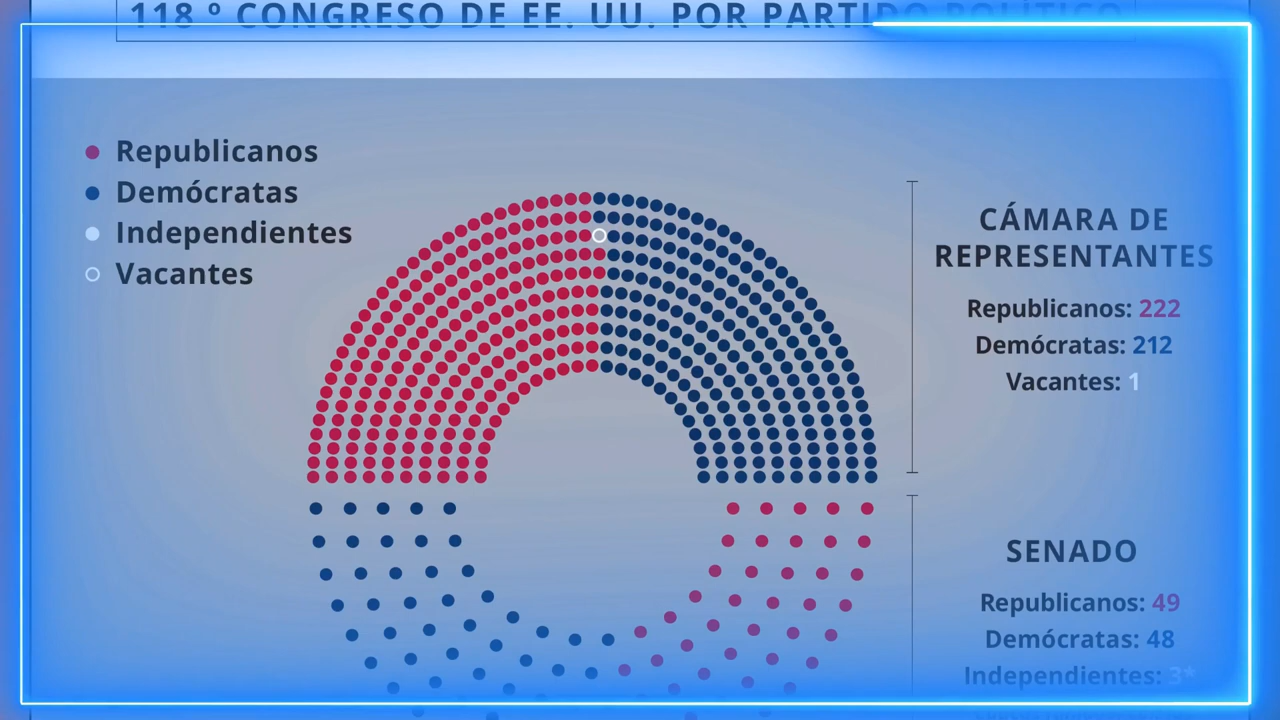 118 º CONGRESO DE EE. UU. POR PARTIDO POLÍTICO
Republicanos
Demócratas
Independientes
Vacantes
CÁMARA DE
REPRESENTANTES
Republicanos: 222
Demócratas: 212
Vacantes: 1
SENADO
Republicanos: 49
Demócratas: 48
Independientes: 3*